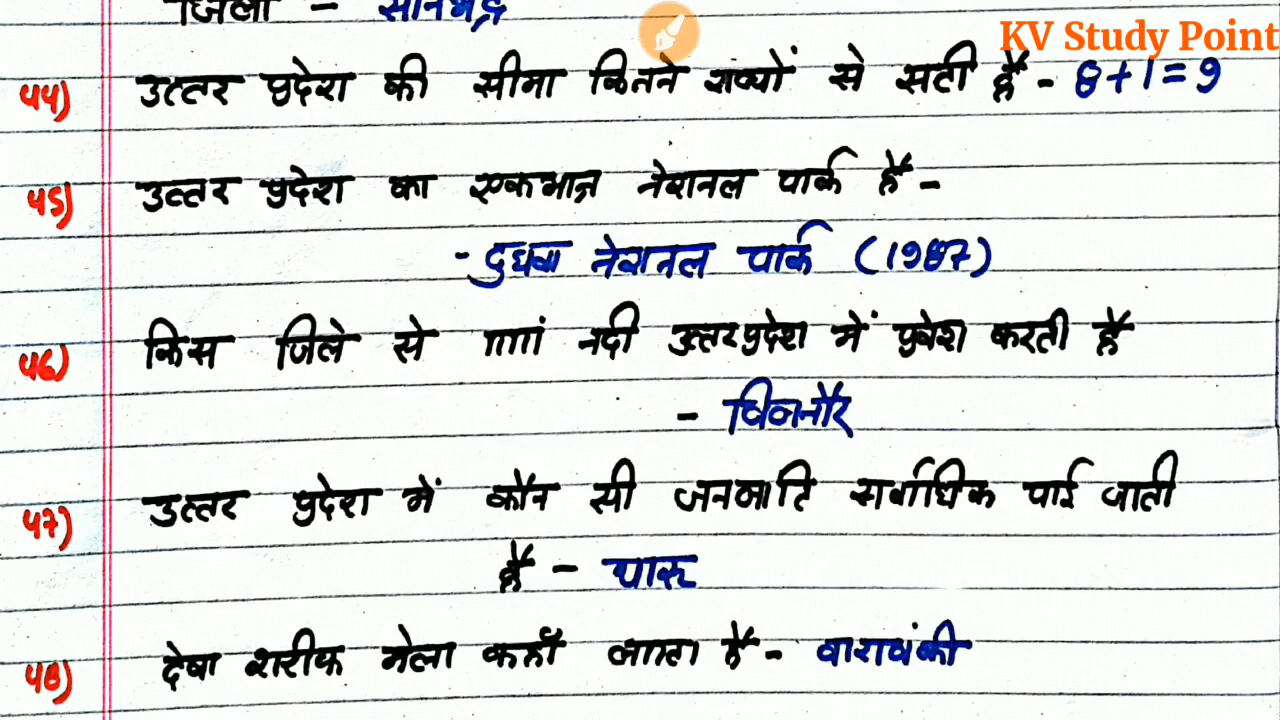 जिला - सोनभद्र
KV Study Point
44) उत्तर प्रदेश की सीमा कितने राज्यों से सटी है - 8+1=9
45) उत्तर प्रदेश का एकमात्र नेशनल पार्क है -
- दुधवा नेशनल पार्क (1987)
46) किस जिले से गंगा नदी उत्तरप्रदेश में प्रवेश करती है
- बिजनौर
47) उत्तर प्रदेश में कौन सी जनजाति सर्वाधिक पाई जाती
है - थारू
48) देवा शरीफ मेला कहाँ लगता है - बाराबंकी